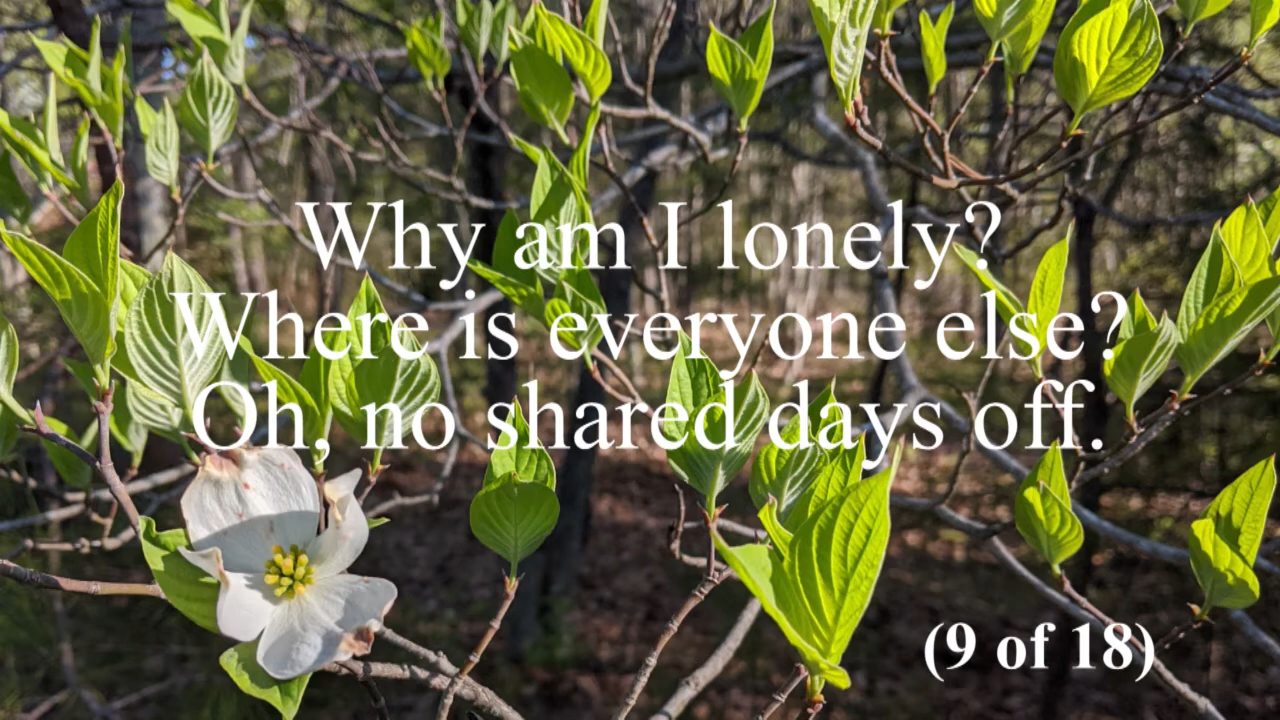 Why am I lonely?
Where is everyone else?
Oh, no shared days off.
(9 of 18)